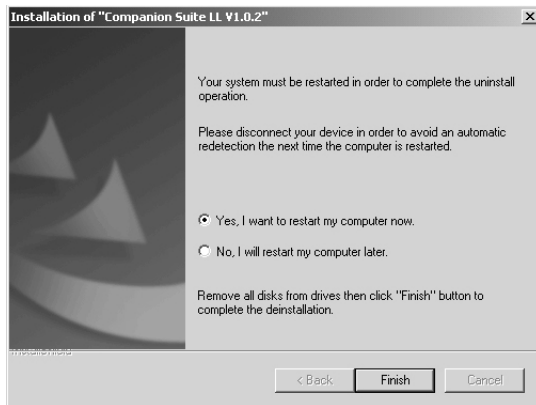 Installation of "Companion Suite LL V1.0.2"
Your system must be restarted in order to complete the uninstall
operation.
Please disconnect your device in order to avoid an automatic
redetection the next time the computer is restarted.
Yes, I want to restart my computer now.
No, I will restart my computer later.
Remove all disks from drives then click "Finish" button to
complete the deinstallation.
InstallShield
< Back
Finish
Cancel